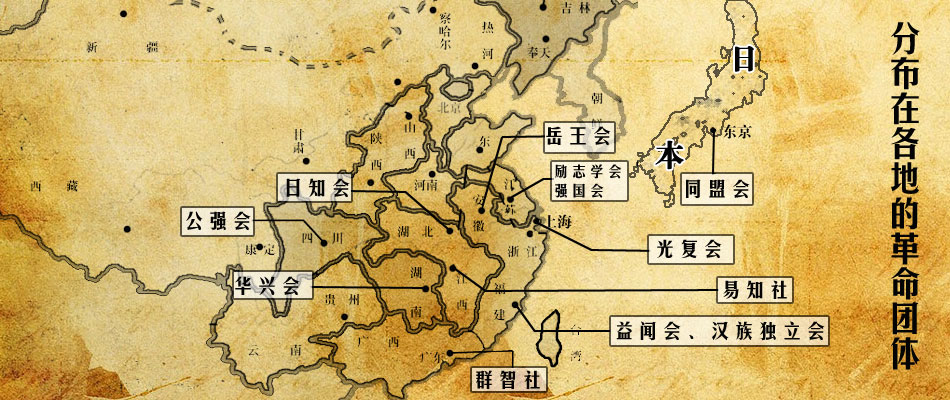 分布在各地的革命团体
吉林
察哈尔
热河
奉天
新疆
日
本
北京
朝
东京
山西
陕西
甘肃
东
岳王会
励志学会
强国会
同盟会
西藏
日知会
河南
江苏
安徽
上海
公强会
四川
康定
湖北
浙江
光复会
华兴会
湖南
江西
福建
易知社
贵州
益闻会、汉族独立会
台湾
云南
广西
广东
群智社